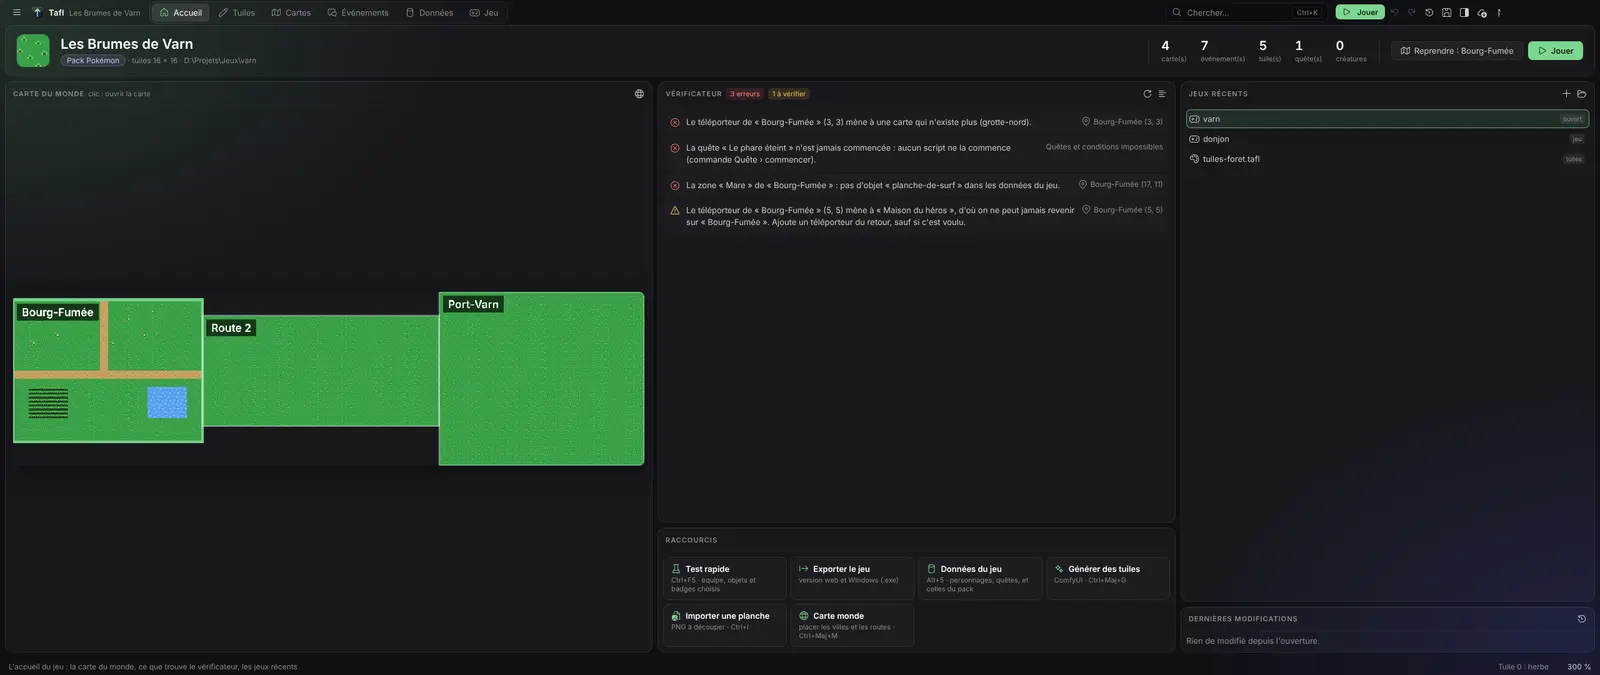 Tafl Les Brumes de Varn
Accueil
Tuiles
Cartes
Événements
Données
Jeu
Chercher...
Ctrl+K
Jouer
Les Brumes de Varn
Pack Pokémon · tuiles 16 × 16 · D:\Projets\Jeux\varn
4
carte(s)
7
événement(s)
5
tuile(s)
1
quête(s)
0
créatures
Reprendre : Bourg-Fumée
Jouer
CARTE DU MONDE clic : ouvrir la carte
Bourg-Fumée
Route 2
Port-Varn
VÉRIFICATEUR 3 erreurs 1 à vérifier
Le téléporteur de « Bourg-Fumée » (3, 3) mène à une carte qui n'existe plus (grotte-nord).
Bourg-Fumée (3, 3)
La quête « Le phare éteint » n'est jamais commencée : aucun script ne la commence
(commande Quête › commencer).
Quêtes et conditions impossibles
La zone « Mare » de « Bourg-Fumée » : pas d'objet « planche-de-surf » dans les données du jeu.
Bourg-Fumée (17, 11)
Le téléporteur de « Bourg-Fumée » (5, 5) mène à « Maison du héros », d'où on ne peut jamais revenir
sur « Bourg-Fumée ». Ajoute un téléporteur du retour, sauf si c'est voulu.
Bourg-Fumée (5, 5)
RACCOURCIS
Test rapide
Ctrl+F5 · équipe, objets et
badges choisis
Exporter le jeu
version web et Windows (.exe)
Données du jeu
Alt+5 · personnages, quêtes, et
celles du pack
Générer des tuiles
ComfyUI · Ctrl+Maj+G
Importer une planche
PNG à découper · Ctrl+I
Carte monde
placer les villes et les routes ·
Ctrl+Maj+M
JEUX RÉCENTS
varn
ouvert
donjon
jeu
tuiles-foret.tafl
tuiles
DERNIÈRES MODIFICATIONS
Rien de modifié depuis l'ouverture.
L'accueil du jeu : la carte du monde, ce que trouve le vérificateur, les jeux récents
Tuile 0 : herbe
300 %